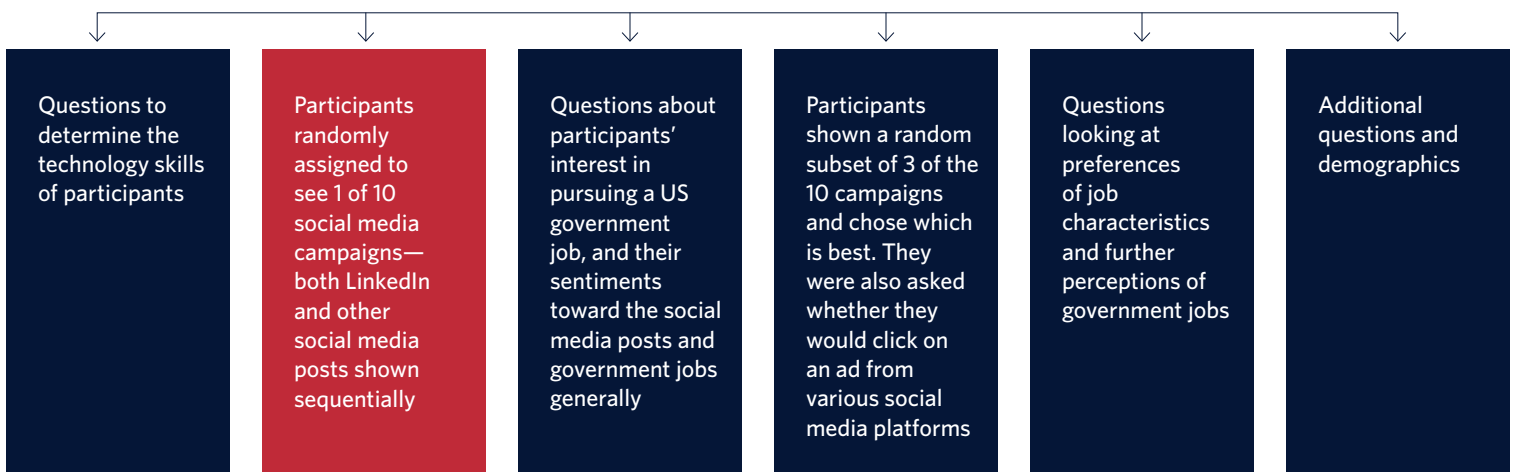 Questions to
determine the
technology skills
of participants
Participants
randomly
assigned to
see 1 of 10
social media
campaigns—
both LinkedIn
and other
social media
posts shown
sequentially
Questions about
participants’
interest in
pursuing a US
government
job, and their
sentiments
toward the social
media posts and
government jobs
generally
Participants
shown a random
subset of 3 of the
10 campaigns
and chose which
is best. They
were also asked
whether they
would click on
an ad from
various social
media platforms
Questions
looking at
preferences
of job
characteristics
and further
perceptions of
government jobs
Additional
questions and
demographics